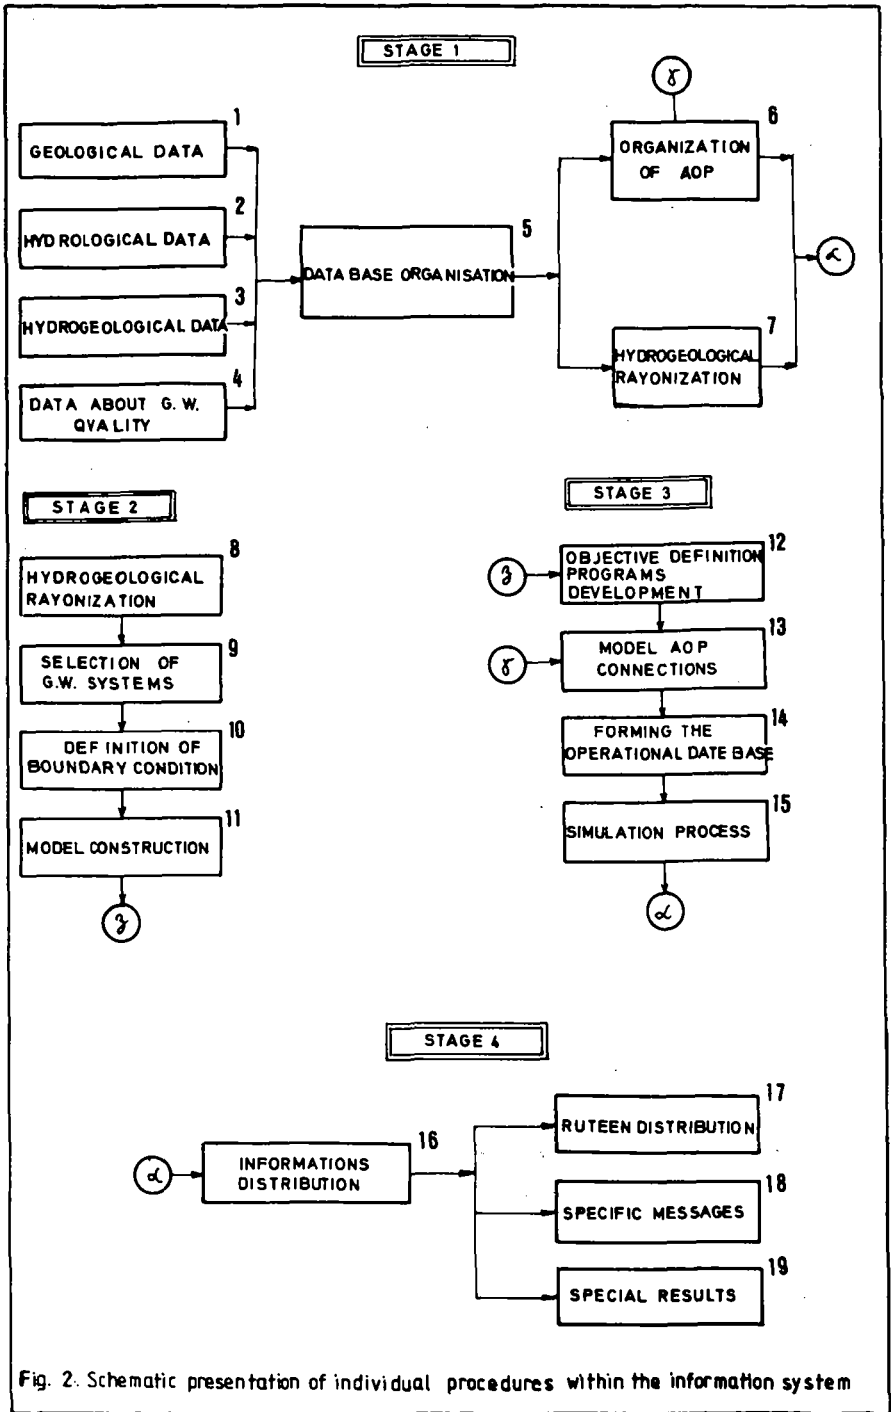 STAGE 1
ɣ
1
GEOLOGICAL DATA
2
HYDROLOGICAL DATA
3
HYDROGEOLOGICAL DATA
4
DATA ABOUT G.W.
QVALITY
5
DATA BASE ORGANISATION
6
ORGANIZATION
OF AOP
7
HYDROGEOLOGICAL
RAYONIZATION
α
STAGE 2
8
HYDROGEOLOGICAL
RAYONIZATION
9
SELECTION OF
G.W. SYSTEMS
10
DEFINITION OF
BOUNDARY CONDITION
11
MODEL CONSTRUCTION
ʒ
STAGE 3
12
ʒ
OBJECTIVE DEFINITION
PROGRAMS
DEVELOPMENT
13
ɣ
MODEL AOP
CONNECTIONS
14
FORMING THE
OPERATIONAL DATE BASE
15
SIMULATION PROCESS
α
STAGE 4
α
16
INFORMATIONS
DISTRIBUTION
17
RUTEEN DISTRIBUTION
18
SPECIFIC MESSAGES
19
SPECIAL RESULTS
Fig. 2. Schematic presentation of individual procedures within the information system